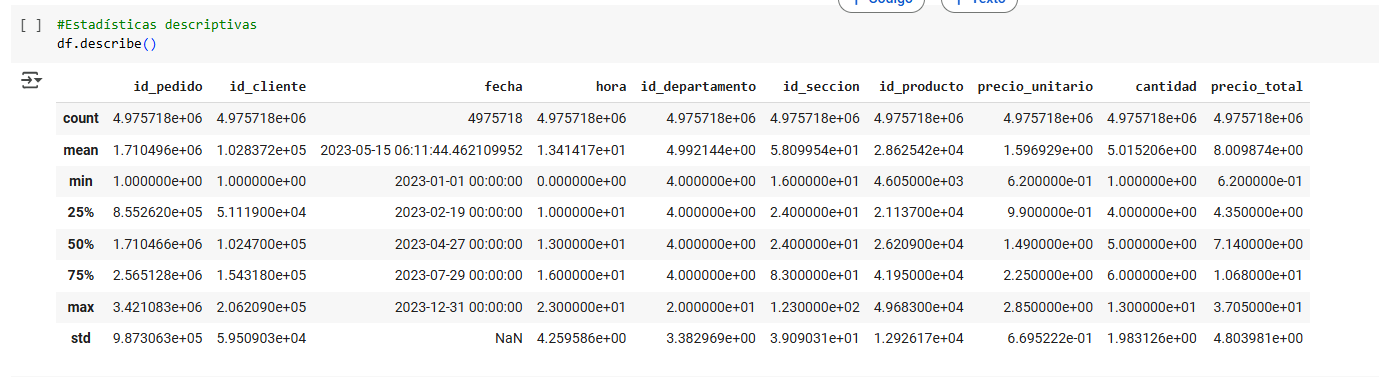 + Código + Texto
[ ] #Estadísticas descriptivas
df.describe()
id_pedido id_cliente fecha hora id_departamento id_seccion id_producto precio_unitario cantidad precio_total
count 4.975718e+06 4.975718e+06 4975718 4.975718e+06 4.975718e+06 4.975718e+06 4.975718e+06 4.975718e+06 4.975718e+06 4.975718e+06
mean 1.710496e+06 1.028372e+05 2023-05-15 06:11:44.462109952 1.341417e+01 4.992144e+00 5.809954e+01 2.862542e+04 1.596929e+00 5.015206e+00 8.009874e+00
min 1.000000e+00 1.000000e+00 2023-01-01 00:00:00 0.000000e+00 4.000000e+00 1.600000e+01 4.605000e+03 6.200000e-01 1.000000e+00 6.200000e-01
25% 8.552620e+05 5.111900e+04 2023-02-19 00:00:00 1.000000e+01 4.000000e+00 2.400000e+01 2.113700e+04 9.900000e-01 4.000000e+00 4.350000e+00
50% 1.710466e+06 1.024700e+05 2023-04-27 00:00:00 1.300000e+01 4.000000e+00 2.400000e+01 2.620900e+04 1.490000e+00 5.000000e+00 7.140000e+00
75% 2.565128e+06 1.543180e+05 2023-07-29 00:00:00 1.600000e+01 4.000000e+00 8.300000e+01 4.195000e+04 2.250000e+00 6.000000e+00 1.068000e+01
max 3.421083e+06 2.062090e+05 2023-12-31 00:00:00 2.300000e+01 2.000000e+01 1.230000e+02 4.968300e+04 2.850000e+00 1.300000e+01 3.705000e+01
std 9.873063e+05 5.950903e+04 NaN 4.259586e+00 3.382969e+00 3.909031e+01 1.292617e+04 6.695222e-01 1.983126e+00 4.803981e+00